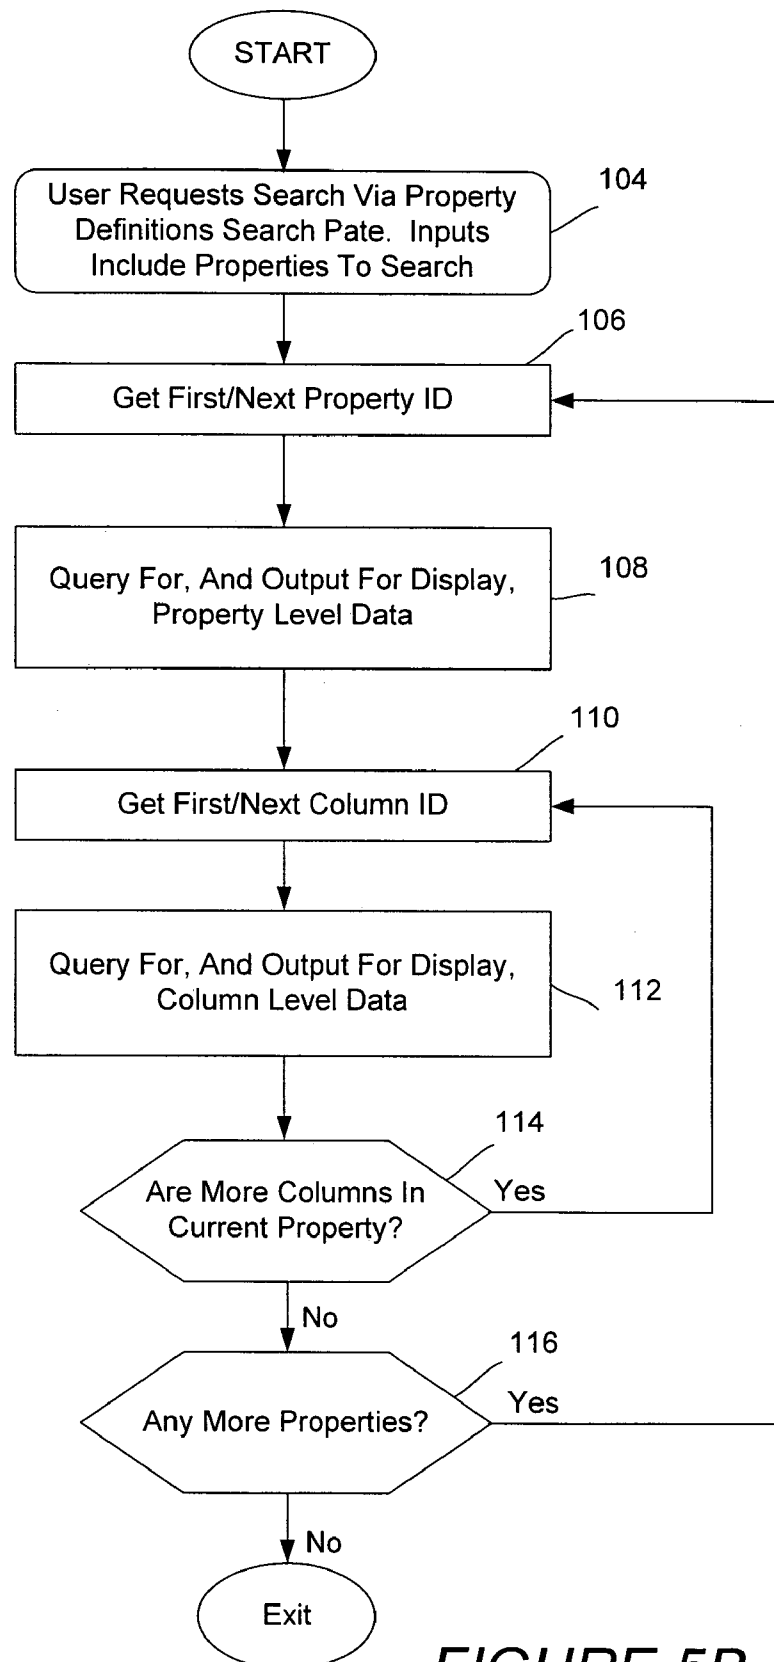 START
User Requests Search Via Property
Definitions Search Pate. Inputs
Include Properties To Search
104
106
Get First/Next Property ID
Query For, And Output For Display,
Property Level Data
108
110
Get First/Next Column ID
Query For, And Output For Display,
Column Level Data
112
114
Are More Columns In
Current Property?
Yes
No
116
Any More Properties?
Yes
No
Exit
FIGURE 5B